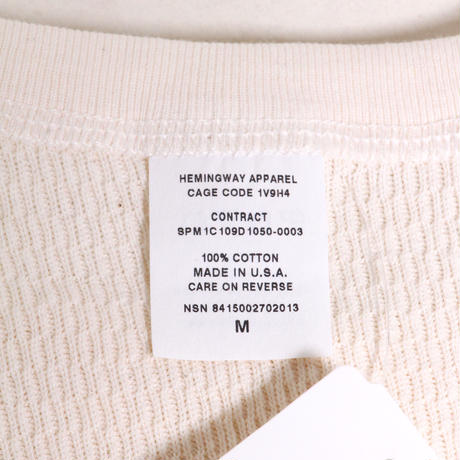 HEMINGWAY APPAREL
CAGE CODE 1V9H4
CONTRACT
SPM1C109D1050-0003
100% COTTON
MADE IN U.S.A.
CARE ON REVERSE
NSN 8415002702013
M